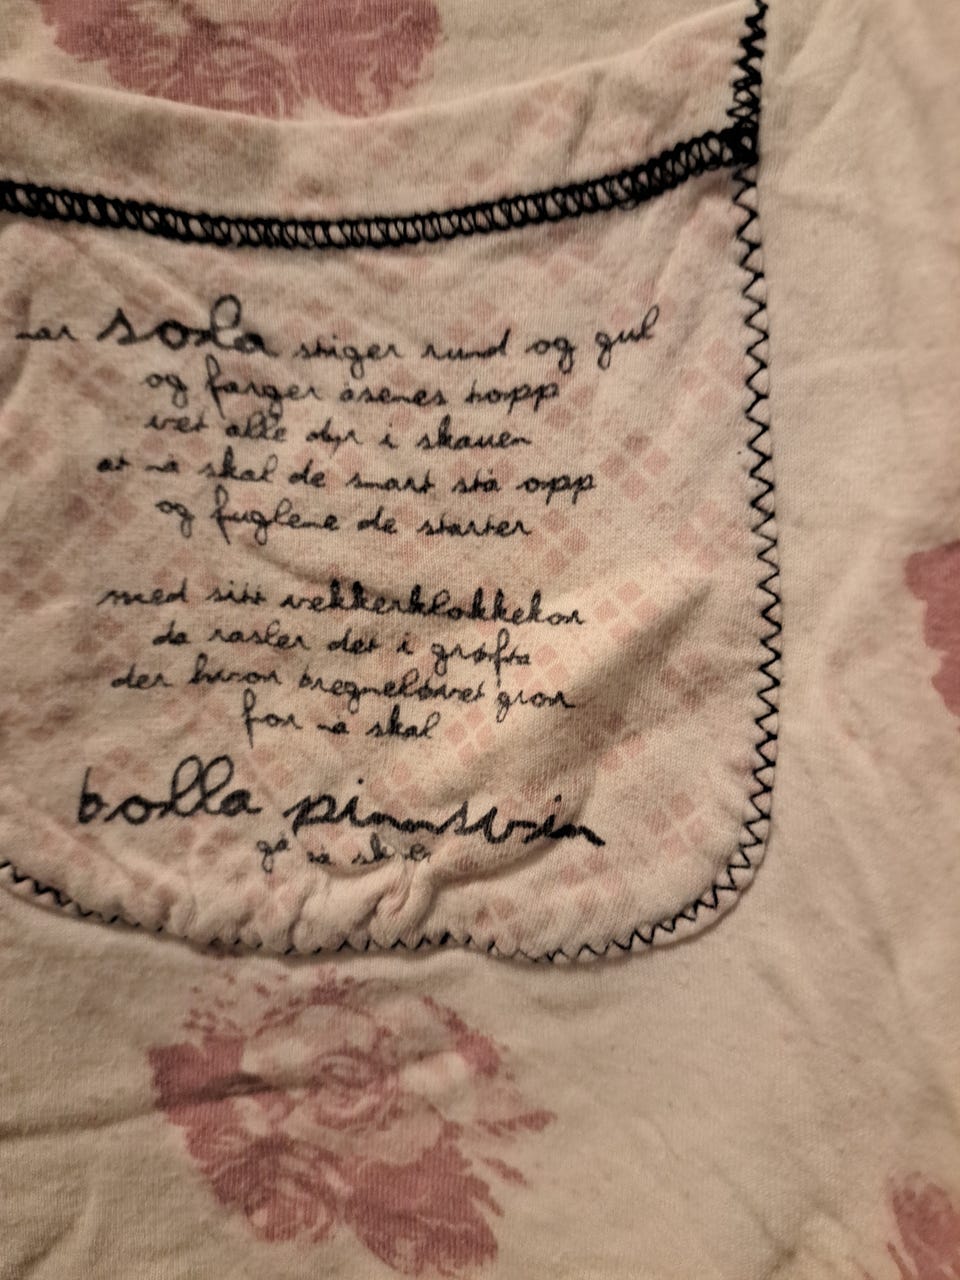 når sola stiger rund og gul
og farger åsenes topp
vet alle dyr i skauen
at nå skal de snart stå opp
og fuglene de starter
med sitt vekkerklokkekor
da rasler det i grøfta
der hvor bregneløvet gror
for nå skal
bolla pinnsvin
gå